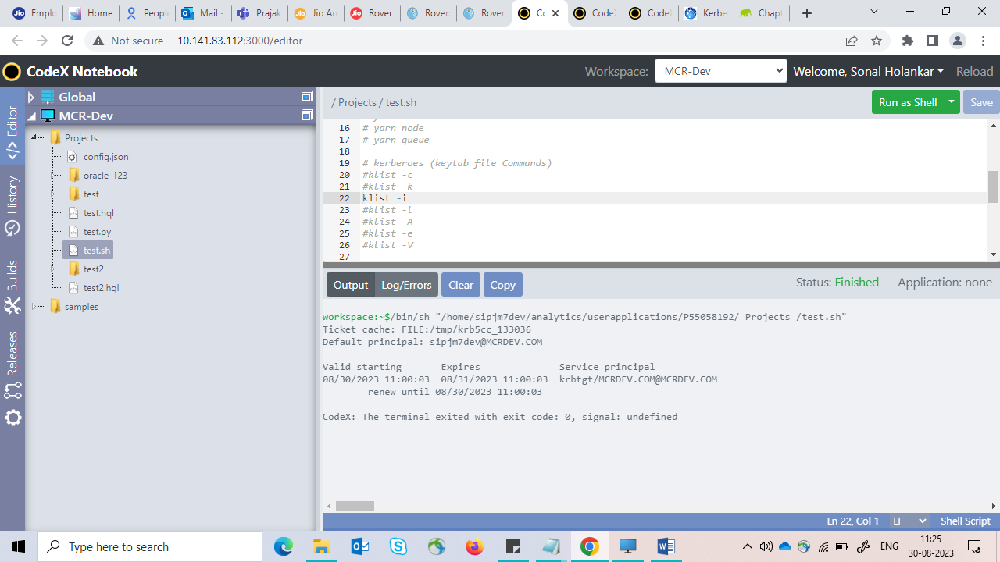 Emplo
Home
People
Mail -
Prajak
Jio An
Rover
Rover
Rover
Co
Code
Code
Kerbe
Chapt
Not secure
10.141.83.112:3000/editor
CodeX Notebook
Workspace:
MCR-Dev
Welcome, Sonal Holankar
Reload
Editor
History
Builds
Releases
Global
MCR-Dev
Projects
config.json
oracle_123
test
test.hql
test.py
test.sh
test2
test2.hql
samples
/ Projects / test.sh
Run as Shell
Save
16 # yarn node
17 # yarn queue
18
19 # kerberoes (keytab file Commands)
20 #klist -c
21 #klist -k
22 klist -i
23 #klist -l
24 #klist -A
25 #klist -e
26 #klist -V
27
Output
Log/Errors
Clear
Copy
Status: Finished
Application: none
workspace:~$/bin/sh "/home/sipjm7dev/analytics/userapplications/P55058192/_Projects_/test.sh"
Ticket cache: FILE:/tmp/krb5cc_133036
Default principal: sipjm7dev@MCRDEV.COM
Valid starting Expires Service principal
08/30/2023 11:00:03 08/31/2023 11:00:03 krbtgt/MCRDEV.COM@MCRDEV.COM
renew until 08/30/2023 11:00:03
CodeX: The terminal exited with exit code: 0, signal: undefined
Ln 22, Col 1
LF
Shell Script
Type here to search
ENG
11:25
30-08-2023